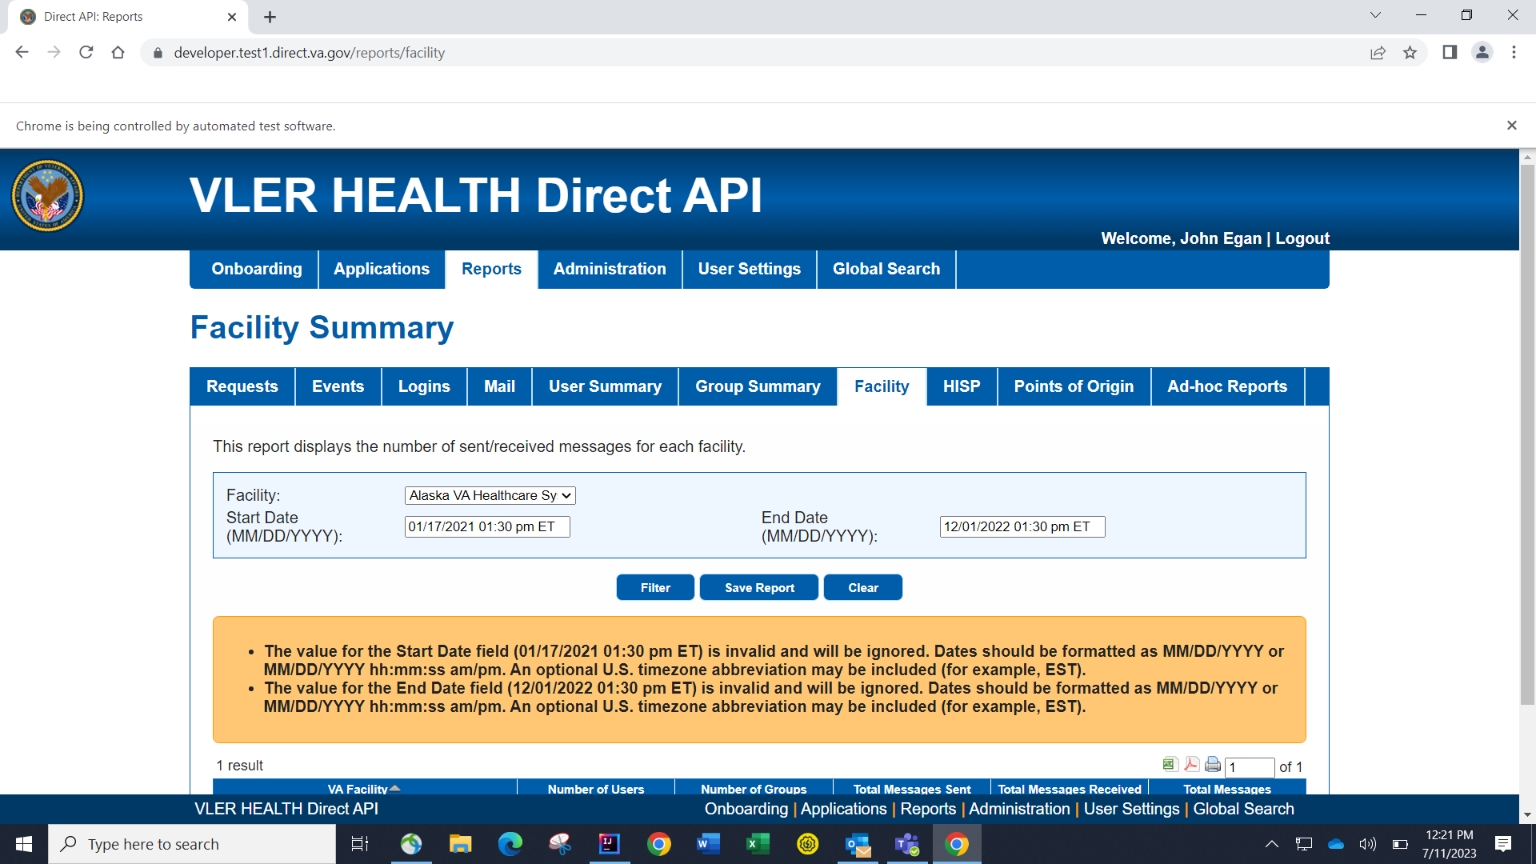 Direct API: Reports
developer.test1.direct.va.gov/reports/facility
Chrome is being controlled by automated test software.
VLER HEALTH Direct API
Welcome, John Egan | Logout
Onboarding Applications Reports Administration User Settings Global Search
Facility Summary
Requests Events Logins Mail User Summary Group Summary Facility HISP Points of Origin Ad-hoc Reports
This report displays the number of sent/received messages for each facility.
Facility: Alaska VA Healthcare Sy
Start Date (MM/DD/YYYY): 01/17/2021 01:30 pm ET End Date (MM/DD/YYYY): 12/01/2022 01:30 pm ET
Filter Save Report Clear
• The value for the Start Date field (01/17/2021 01:30 pm ET) is invalid and will be ignored. Dates should be formatted as MM/DD/YYYY or
MM/DD/YYYY hh:mm:ss am/pm. An optional U.S. timezone abbreviation may be included (for example, EST).
• The value for the End Date field (12/01/2022 01:30 pm ET) is invalid and will be ignored. Dates should be formatted as MM/DD/YYYY or
MM/DD/YYYY hh:mm:ss am/pm. An optional U.S. timezone abbreviation may be included (for example, EST).
1 result 1 of 1
VA Facility Number of Users Number of Groups Total Messages Sent Total Messages Received Total Messages
VLER HEALTH Direct API Onboarding | Applications | Reports | Administration | User Settings | Global Search
Type here to search
12:21 PM
7/11/2023